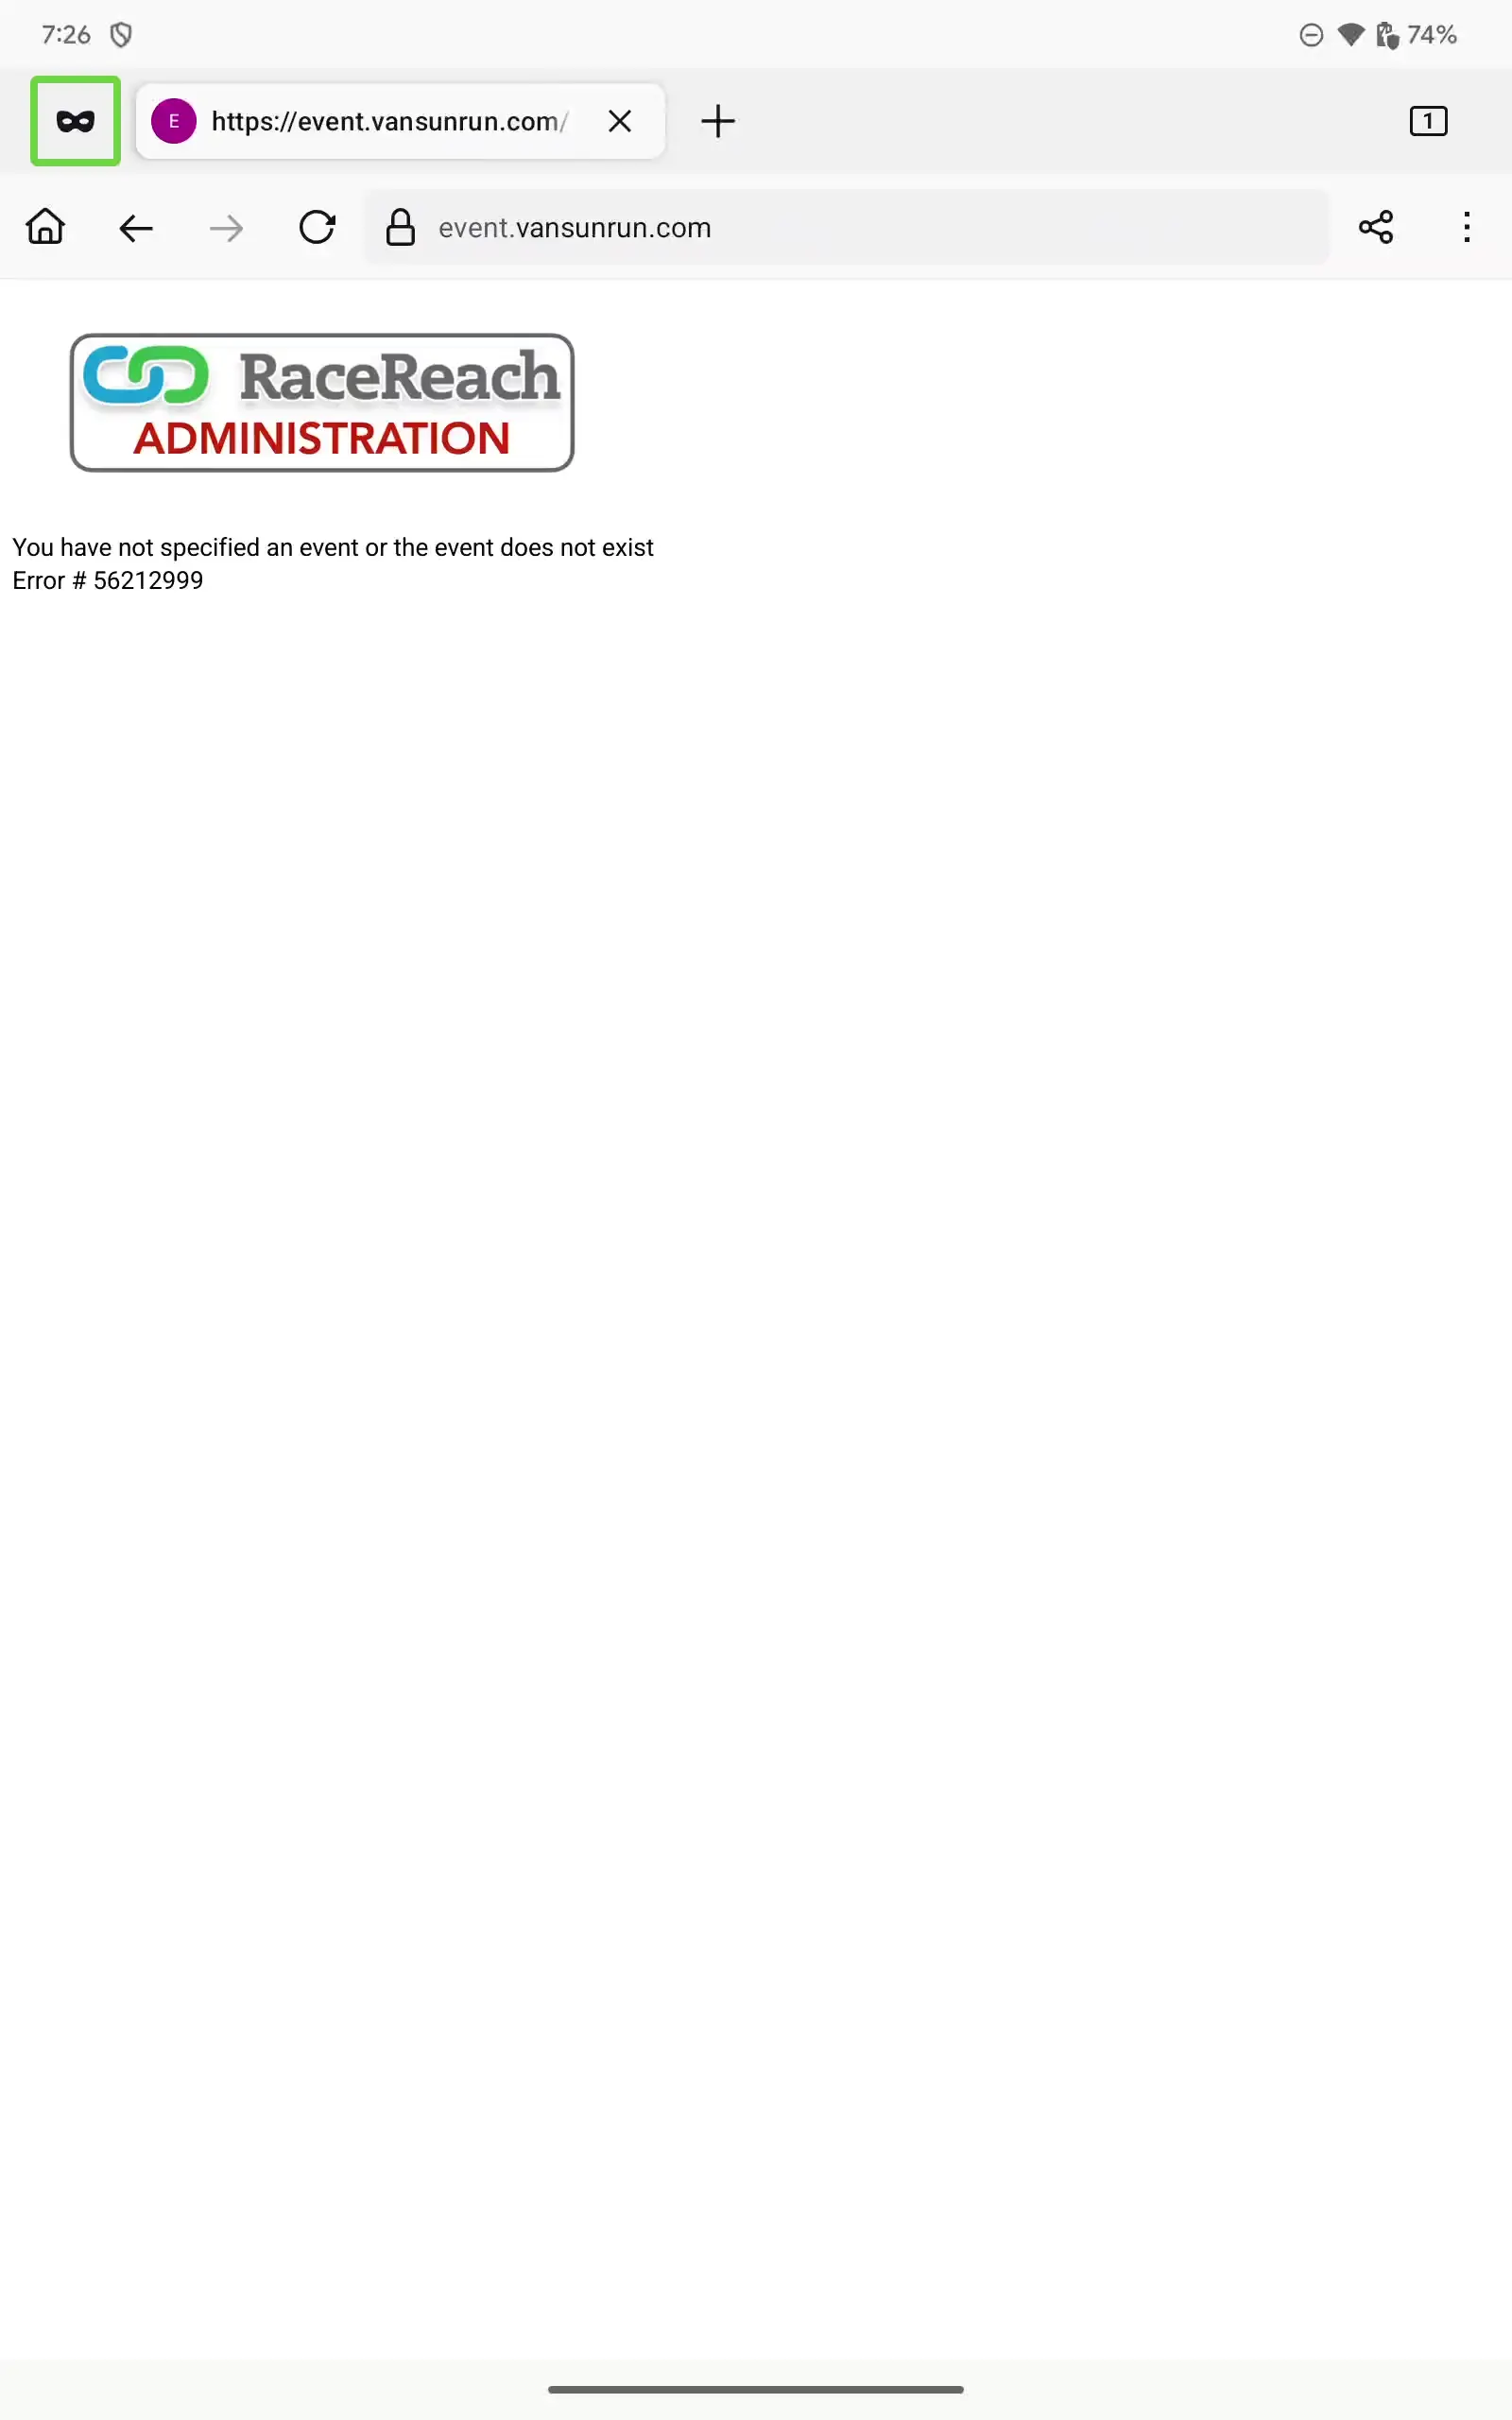 7:26
74%
E https://event.vansunrun.com/
1
event.vansunrun.com
RaceReach
ADMINISTRATION
You have not specified an event or the event does not exist
Error # 56212999